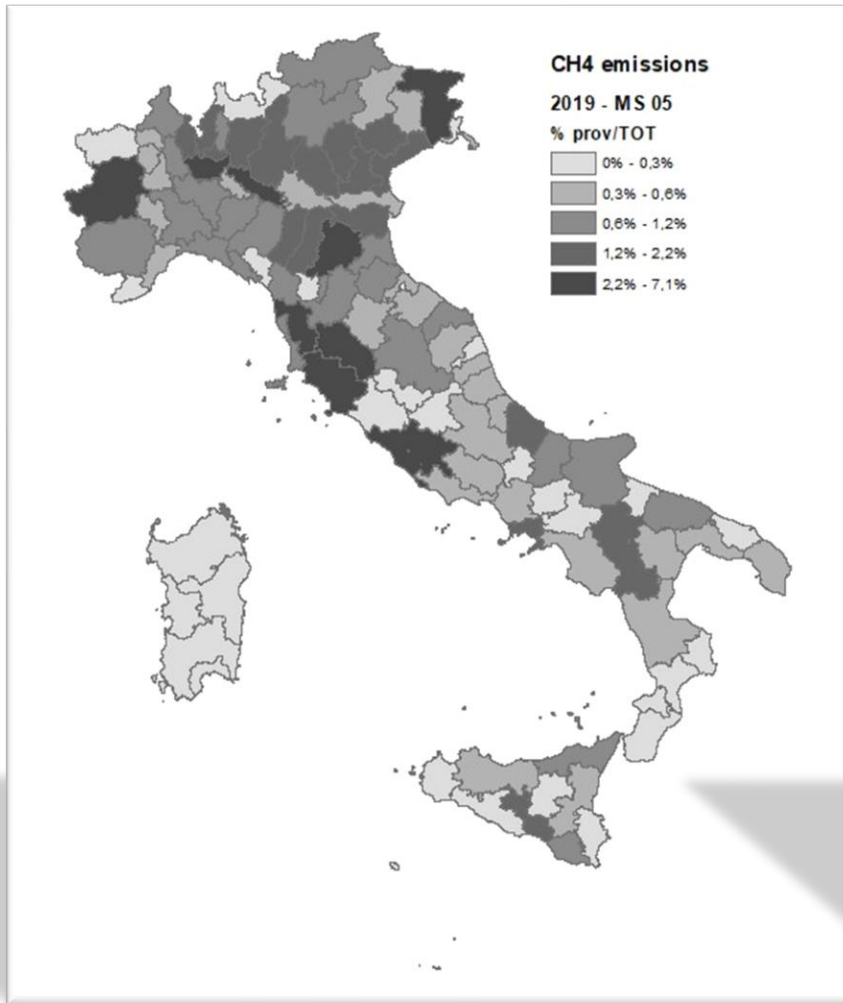 CH4 emissions
2019 - MS 05
% prov/TOT
0% - 0,3%
0,3% - 0,6%
0,6% - 1,2%
1,2% - 2,2%
2,2% - 7,1%